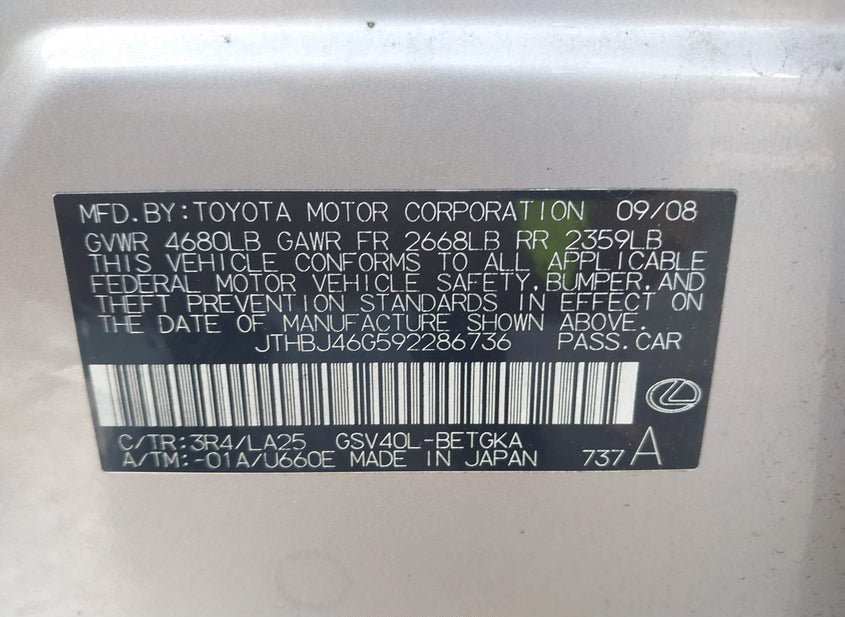 MFD.BY:TOYOTA MOTOR CORPORATION 09/08
GVWR 4680LB GAWR FR 2668LB RR 2359LB
THIS VEHICLE CONFORMS TO ALL APPLICABLE
FEDERAL MOTOR VEHICLE SAFETY,BUMPER,AND
THEFT PREVENTION STANDARDS IN EFFECT ON
THE DATE OF MANUFACTURE SHOWN ABOVE.
JTHBJ46G592286736 PASS.CAR
C/TR:3R4/LA25 GSV40L-BETGKA
A/TM:-01A/U660E MADE IN JAPAN 737 A